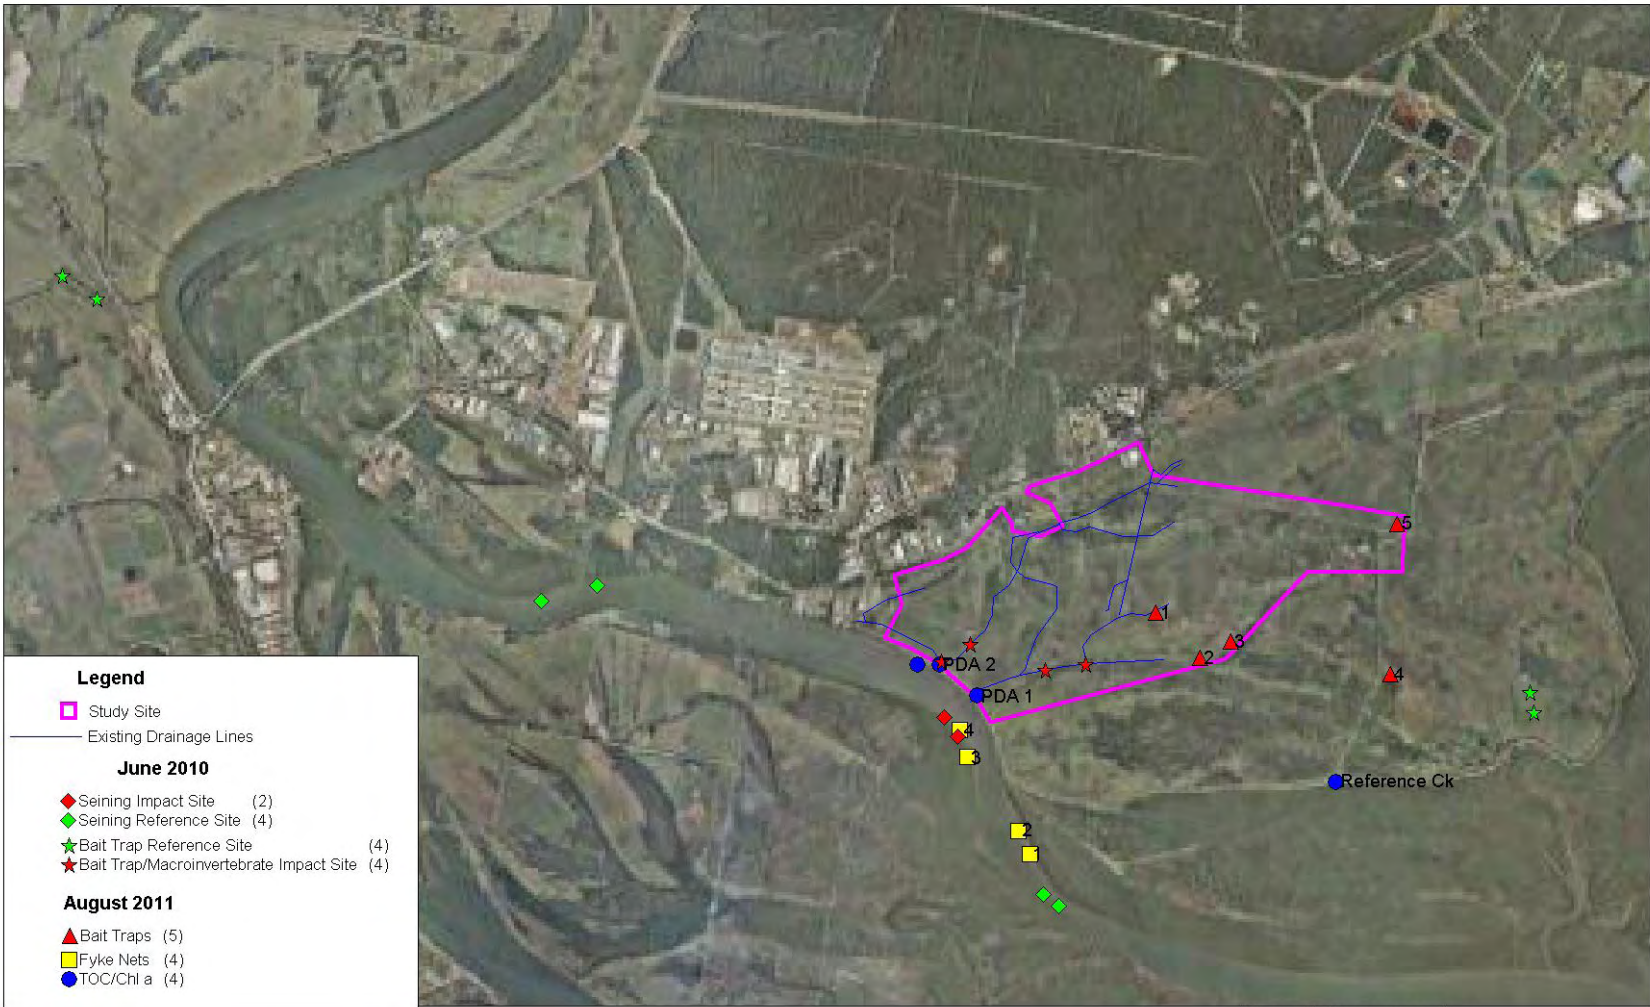 5
1
3
2
PDA 2
4
PDA 1
4
3
Reference Ck
2
1
Legend
Study Site
Existing Drainage Lines
June 2010
Seining Impact Site (2)
Seining Reference Site (4)
Bait Trap Reference Site (4)
Bait Trap/Macroinvertebrate Impact Site (4)
August 2011
Bait Traps (5)
Fyke Nets (4)
TOC/Chl a (4)